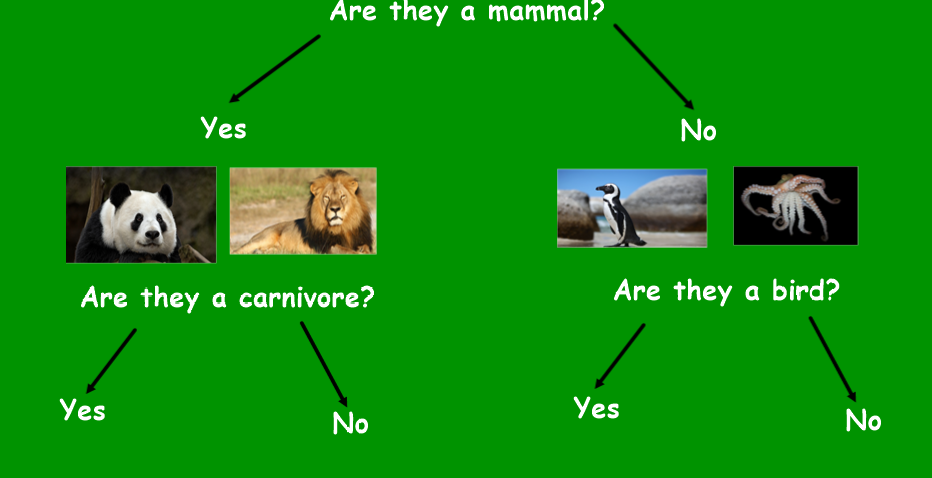 Are they a mammal?
Yes
No
Are they a carnivore?
Are they a bird?
Yes
No
Yes
No